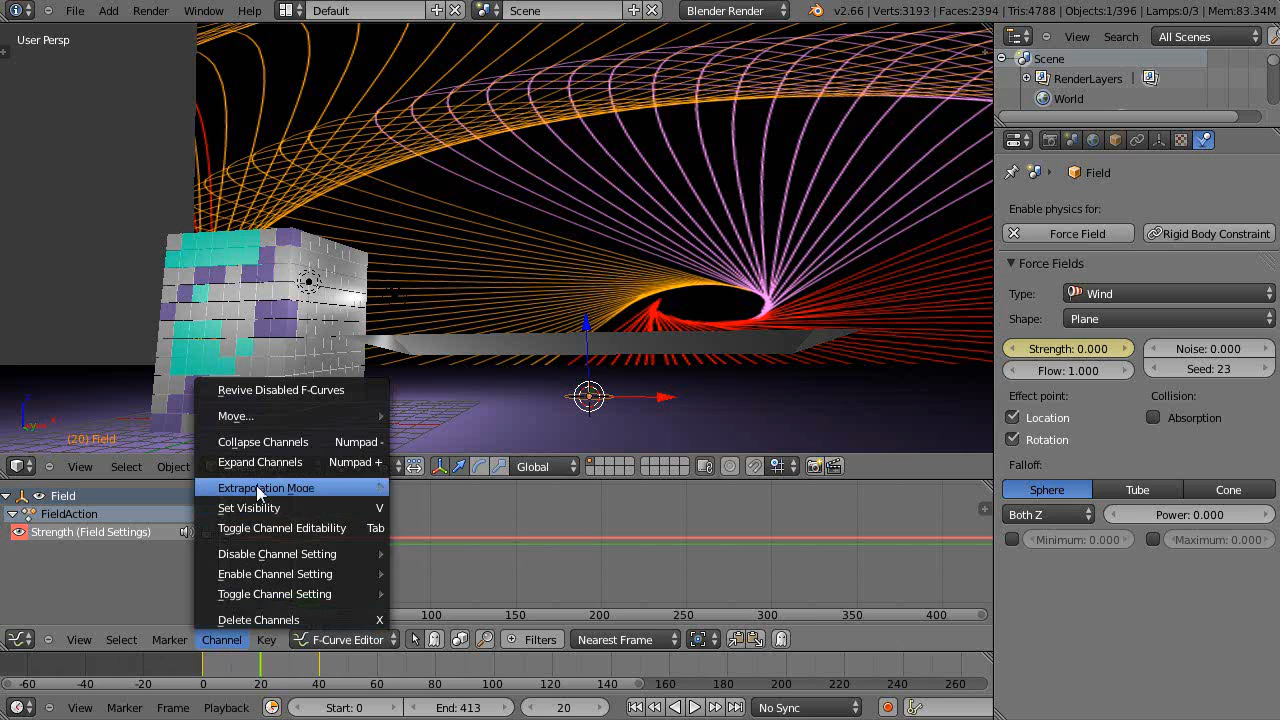 File Add Render Window Help Default Scene Blender Render v2.66 | Verts:3193 | Faces:2394 | Tris:4788 | Objects:1/396 | Lamps:0/3 | Mem:83.34M
User Persp
View Search All Scenes
Scene
RenderLayers
World
Field
Enable physics for:
Force Field Rigid Body Constraint
Force Fields
Type: Wind
Shape: Plane
Strength: 0.000 Noise: 0.000
Flow: 1.000 Seed: 23
Effect point: Collision:
Location Absorption
Rotation
Falloff:
Sphere Tube Cone
Both Z Power: 0.000
Minimum: 0.000 Maximum: 0.000
(20) Field
View Select Object Global
Revive Disabled F-Curves
Move...
Collapse Channels Numpad -
Expand Channels Numpad +
Extrapolation Mode
Set Visibility V
Toggle Channel Editability Tab
Disable Channel Setting
Enable Channel Setting
Toggle Channel Setting
Delete Channels X
Field
FieldAction
Strength (Field Settings)
100 150 200 250 300 350 400
View Select Marker Channel Key F-Curve Editor Filters Nearest Frame
-60 -40 -20 0 20 40 60 80 100 120 140 160 180 200 220 240 260
View Marker Frame Playback Start: 0 End: 413 20 No Sync